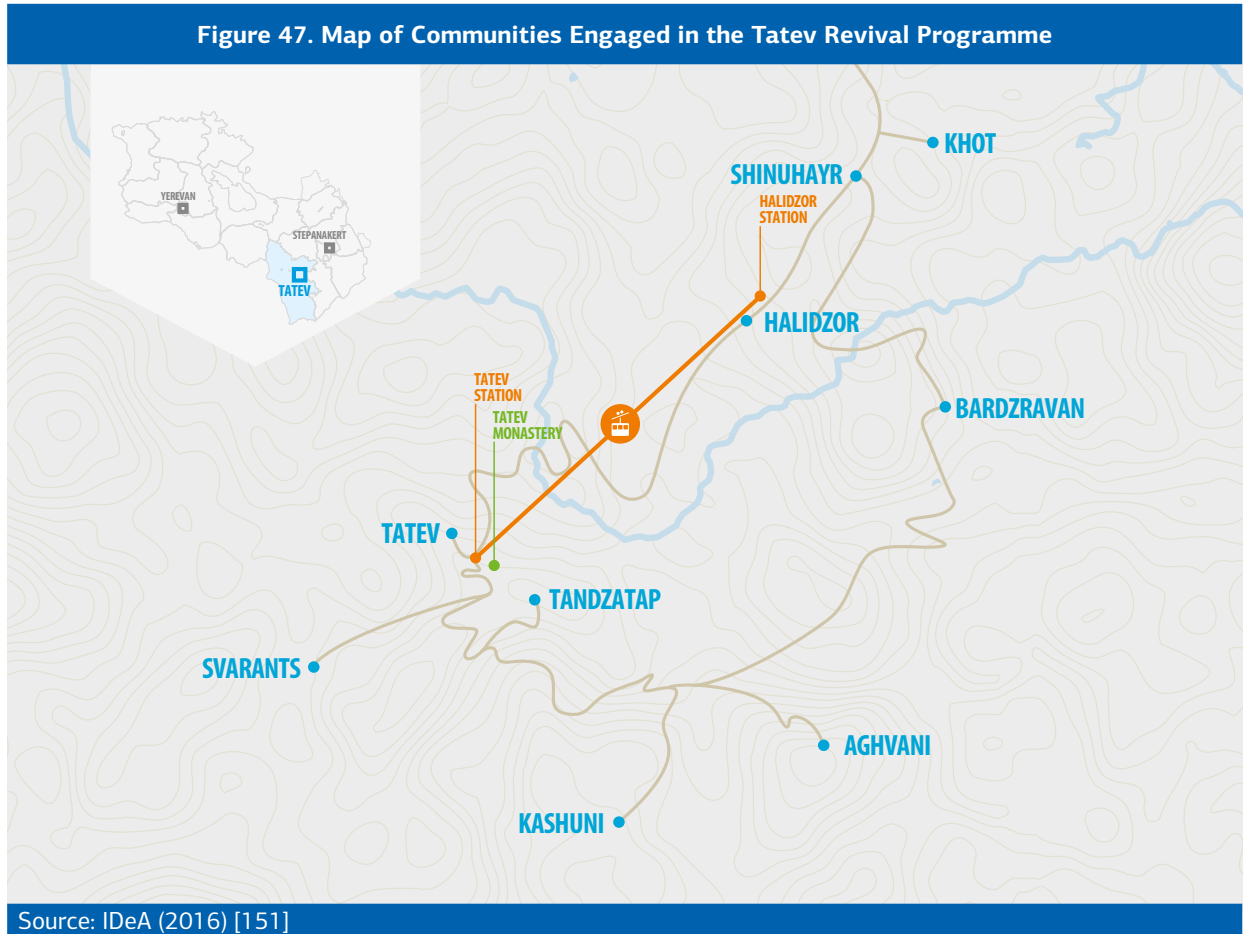 Figure 47. Map of Communities Engaged in the Tatev Revival Programme
YEREVAN
STEPANAKERT
TATEV
KHOT
SHINUHAYR
HALIDZOR
STATION
HALIDZOR
TATEV
STATION
TATEV
MONASTERY
BARDZRAVAN
TATEV
TANDZATAP
SVARANTS
AGHVANI
KASHUNI
Source: IDeA (2016) [151]